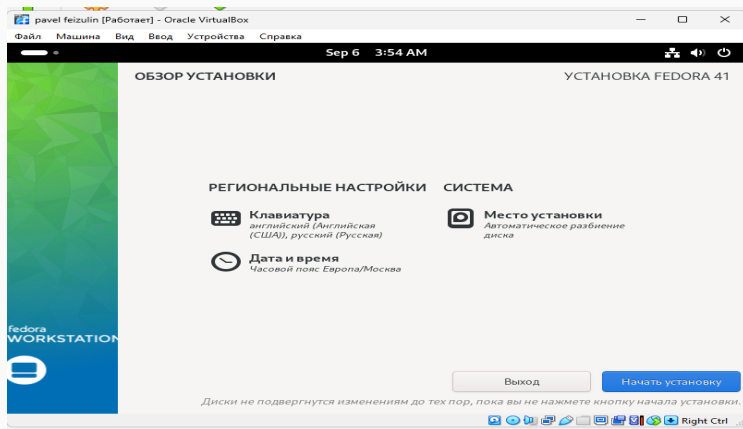 pavel feizulin [Работает] - Oracle VirtualBox
Файл Машина Вид Ввод Устройства Справка
Sep 6 3:54 AM
ОБЗОР УСТАНОВКИ
УСТАНОВКА FEDORA 41
РЕГИОНАЛЬНЫЕ НАСТРОЙКИ
СИСТЕМА
Клавиатура
английский (Английская
(США)), русский (Русская)
Место установки
Автоматическое разбиение
диска
Дата и время
Часовой пояс Европа/Москва
fedora
WORKSTATION
Выход
Начать установку
Диски не подвергнутся изменениям до тех пор, пока вы не нажмете кнопку начала установки.
Right Ctrl